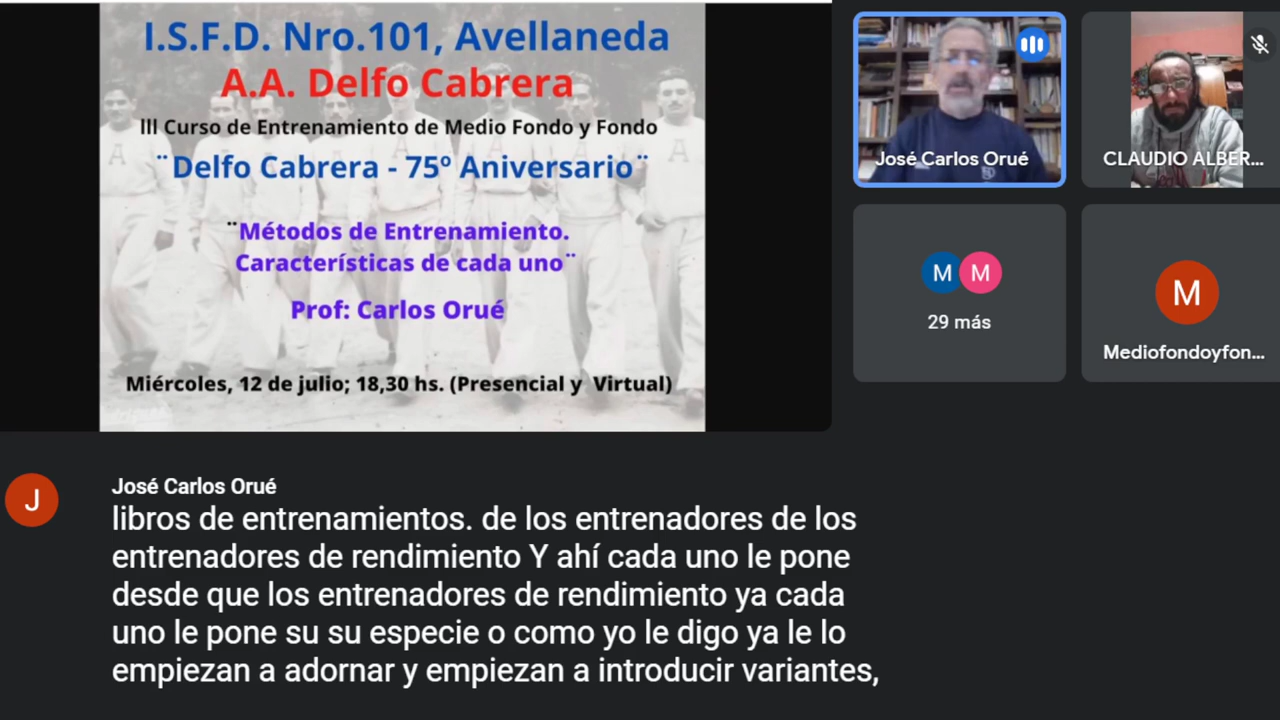 I.S.F.D. Nro.101, Avellaneda
A.A. Delfo Cabrera
III Curso de Entrenamiento de Medio Fondo y Fondo
¨Delfo Cabrera - 75º Aniversario¨
¨Métodos de Entrenamiento.
Características de cada uno¨
Prof: Carlos Orué
Miércoles, 12 de julio; 18,30 hs. (Presencial y Virtual)
A
A
A
José Carlos Orué
CLAUDIO ALBER...
M M
29 más
M
Mediofondoyfon...
J
José Carlos Orué
libros de entrenamientos. de los entrenadores de los
entrenadores de rendimiento Y ahí cada uno le pone
desde que los entrenadores de rendimiento ya cada
uno le pone su su especie o como yo le digo ya le lo
empiezan a adornar y empiezan a introducir variantes,